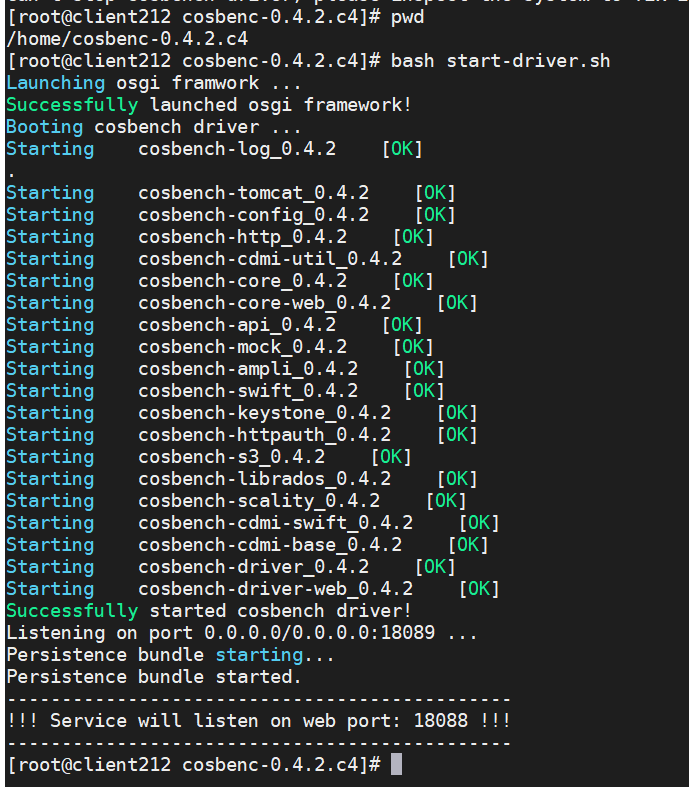 [root@client212 cosbenc-0.4.2.c4]# pwd
/home/cosbenc-0.4.2.c4
[root@client212 cosbenc-0.4.2.c4]# bash start-driver.sh
Launching osgi framwork ...
Successfully launched osgi framework!
Booting cosbench driver ...
Starting    cosbench-log_0.4.2    [OK]
.
Starting    cosbench-tomcat_0.4.2    [OK]
Starting    cosbench-config_0.4.2    [OK]
Starting    cosbench-http_0.4.2    [OK]
Starting    cosbench-cdmi-util_0.4.2    [OK]
Starting    cosbench-core_0.4.2    [OK]
Starting    cosbench-core-web_0.4.2    [OK]
Starting    cosbench-api_0.4.2    [OK]
Starting    cosbench-mock_0.4.2    [OK]
Starting    cosbench-ampli_0.4.2    [OK]
Starting    cosbench-swift_0.4.2    [OK]
Starting    cosbench-keystone_0.4.2    [OK]
Starting    cosbench-httpauth_0.4.2    [OK]
Starting    cosbench-s3_0.4.2    [OK]
Starting    cosbench-librados_0.4.2    [OK]
Starting    cosbench-scality_0.4.2    [OK]
Starting    cosbench-cdmi-swift_0.4.2    [OK]
Starting    cosbench-cdmi-base_0.4.2    [OK]
Starting    cosbench-driver_0.4.2    [OK]
Starting    cosbench-driver-web_0.4.2    [OK]
Successfully started cosbench driver!
Listening on port 0.0.0.0/0.0.0.0:18089 ...
Persistence bundle starting...
Persistence bundle started.
----------------------------------------------
!!! Service will listen on web port: 18088 !!!
----------------------------------------------
[root@client212 cosbenc-0.4.2.c4]#